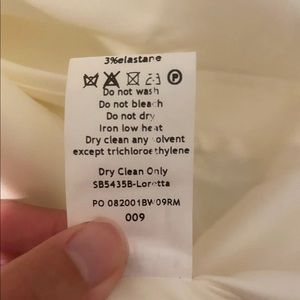 3%elastane
P
Do not wash
Do not bleach
Do not dry
Iron low heat
Dry clean any solvent
except trichloroethylene
Dry Clean Only
SB5435B-Loretta
PO 082001BW09RM
009